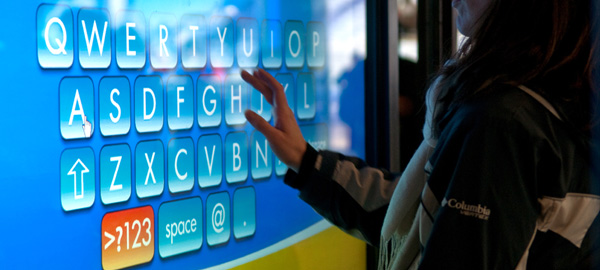 Q W E R T Y U I O P
A S D F G H J K L
Z X C V B N
>?123 space @ .
Columbia